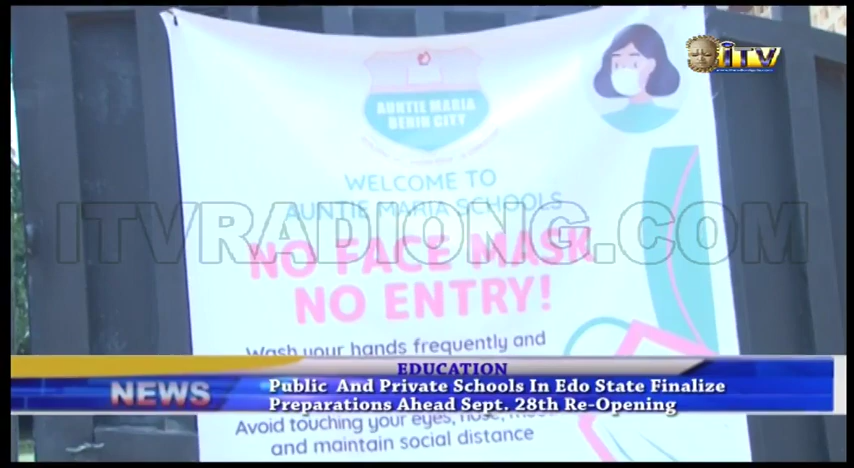 iTV
AUNTIE MARIA
BENIN CITY
WELCOME TO
AUNTIE MARIA SCHOOLS
ITVRADIONG.COM
NO FACE MASK
NO ENTRY!
Wash your hands frequently and
EDUCATION
NEWS
Public And Private Schools In Edo State Finalize
Preparations Ahead Sept. 28th Re-Opening
Avoid touching your eyes, nose,
and maintain social distance